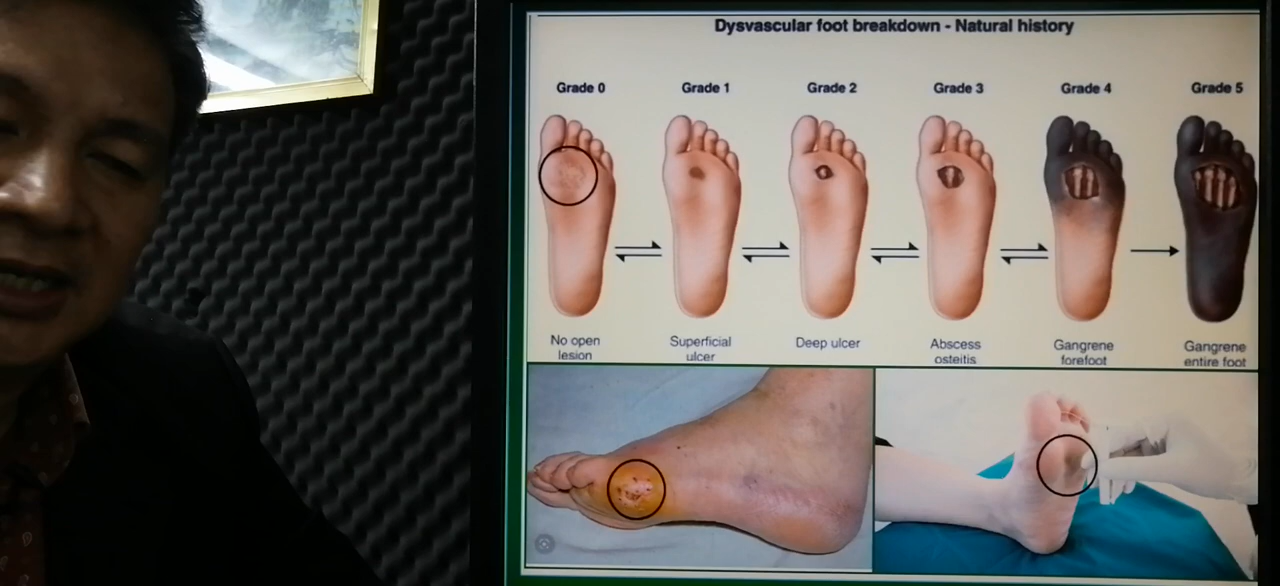 Dysvascular foot breakdown - Natural history
Grade 0 Grade 1 Grade 2 Grade 3 Grade 4 Grade 5
No open
lesion
Superficial
ulcer
Deep ulcer
Abscess
osteitis
Gangrene
forefoot
Gangrene
entire foot